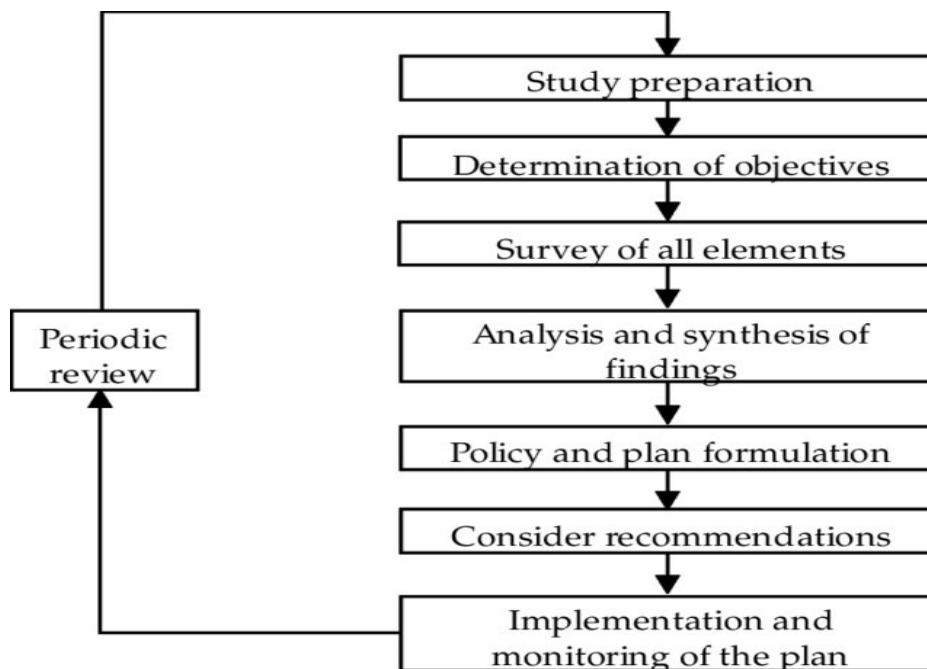 Study preparation
Determination of objectives
Survey of all elements
Analysis and synthesis of
findings
Periodic
review
Policy and plan formulation
Consider recommendations
Implementation and
monitoring of the plan